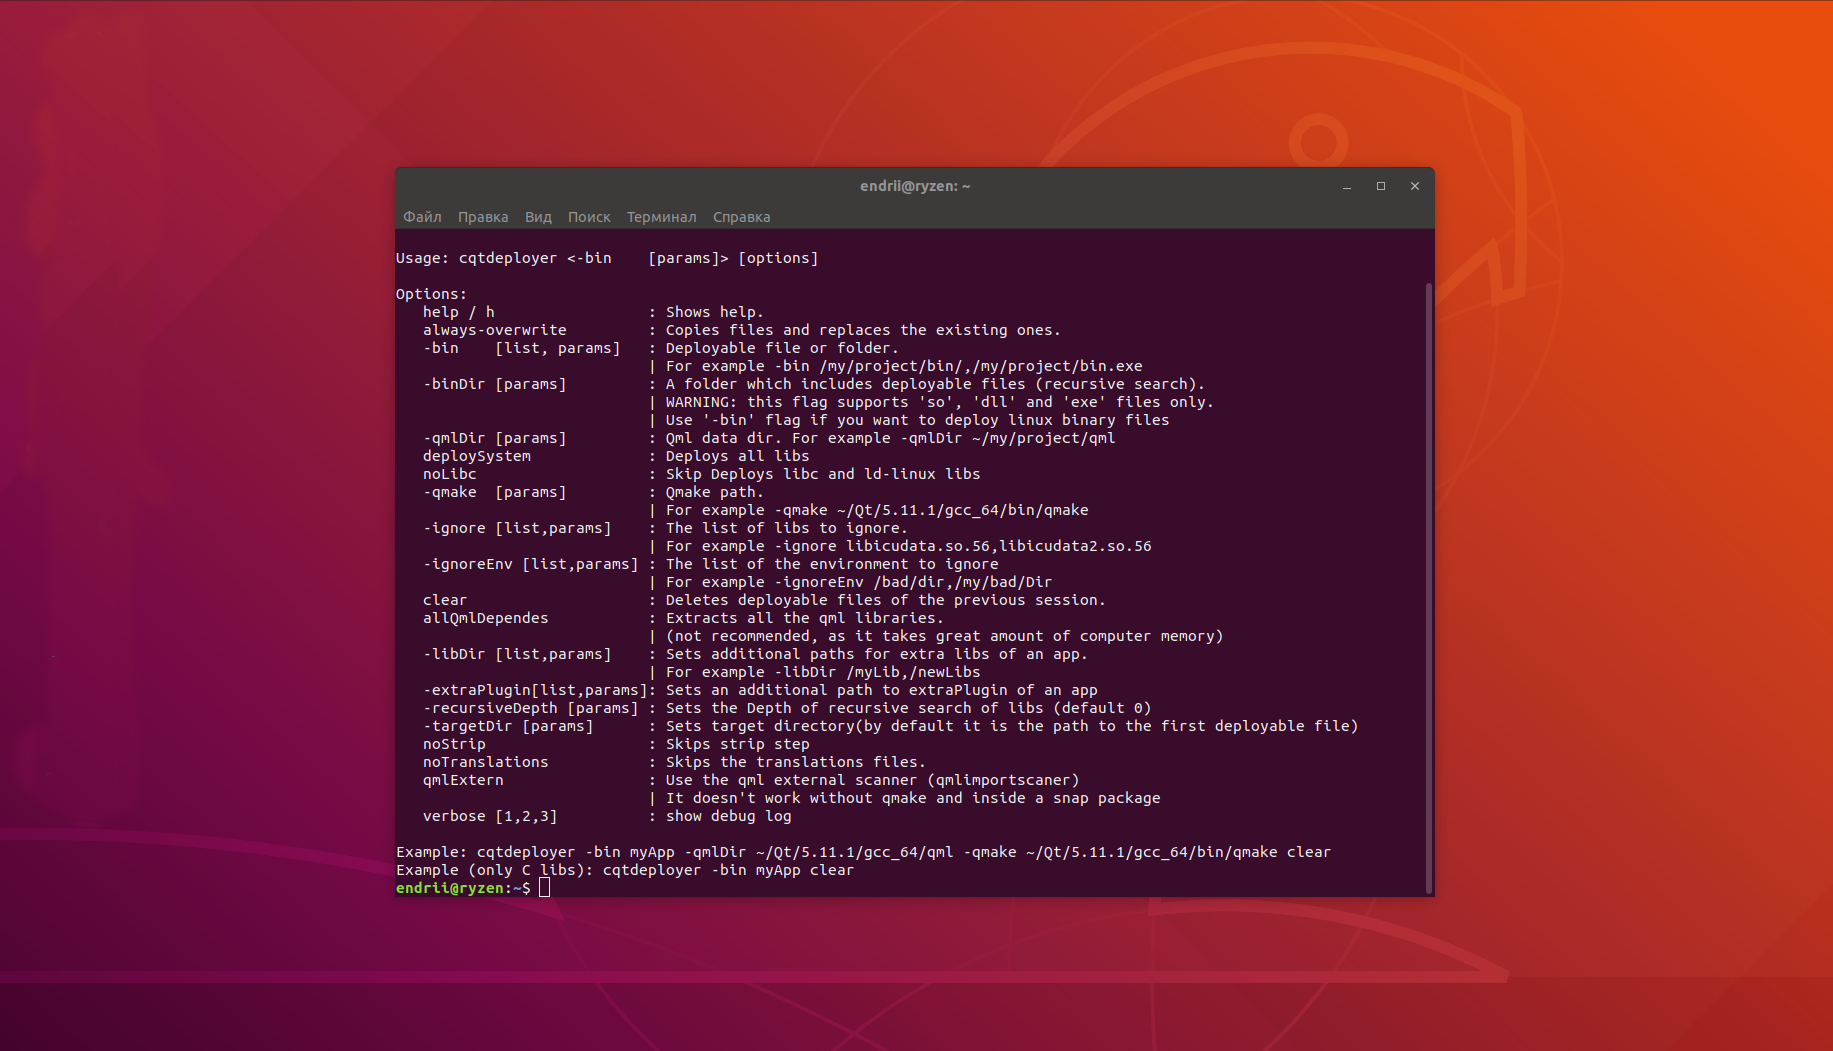 endrii@ryzen: ~
Файл Правка Вид Поиск Терминал Справка
Usage: cqtdeployer <-bin    [params]> [options]
Options:
   help / h                 : Shows help.
   always-overwrite         : Copies files and replaces the existing ones.
   -bin    [list, params]   : Deployable file or folder.
                            | For example -bin /my/project/bin/,/my/project/bin.exe
   -binDir [params]         : A folder which includes deployable files (recursive search).
                            | WARNING: this flag supports 'so', 'dll' and 'exe' files only.
                            | Use '-bin' flag if you want to deploy linux binary files
   -qmlDir [params]         : Qml data dir. For example -qmlDir ~/my/project/qml
   deploySystem             : Deploys all libs
   noLibc                   : Skip Deploys libc and ld-linux libs
   -qmake  [params]         : Qmake path.
                            | For example -qmake ~/Qt/5.11.1/gcc_64/bin/qmake
   -ignore [list,params]    : The list of libs to ignore.
                            | For example -ignore libicudata.so.56,libicudata2.so.56
   -ignoreEnv [list,params] : The list of the environment to ignore
                            | For example -ignoreEnv /bad/dir,/my/bad/Dir
   clear                    : Deletes deployable files of the previous session.
   allQmlDependes           : Extracts all the qml libraries.
                            | (not recommended, as it takes great amount of computer memory)
   -libDir [list,params]    : Sets additional paths for extra libs of an app.
                            | For example -libDir /myLib,/newLibs
   -extraPlugin[list,params]: Sets an additional path to extraPlugin of an app
   -recursiveDepth [params] : Sets the Depth of recursive search of libs (default 0)
   -targetDir [params]      : Sets target directory(by default it is the path to the first deployable file)
   noStrip                  : Skips strip step
   noTranslations           : Skips the translations files.
   qmlExtern                : Use the qml external scanner (qmlimportscaner)
                            | It doesn't work without qmake and inside a snap package
   verbose [1,2,3]          : show debug log
Example: cqtdeployer -bin myApp -qmlDir ~/Qt/5.11.1/gcc_64/qml -qmake ~/Qt/5.11.1/gcc_64/bin/qmake clear
Example (only C libs): cqtdeployer -bin myApp clear
endrii@ryzen:~$